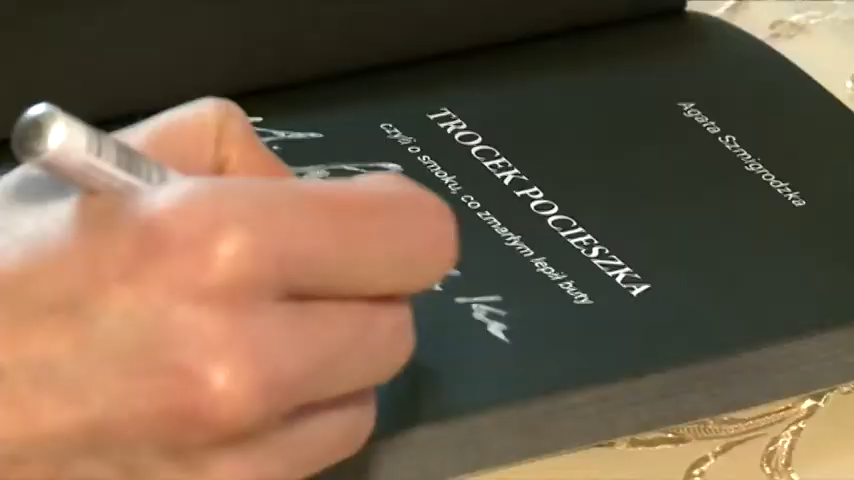 Agata Szmigrodzka
TROCEK POCIESZKA
czyli o smoku, co zmarłym lepił buty